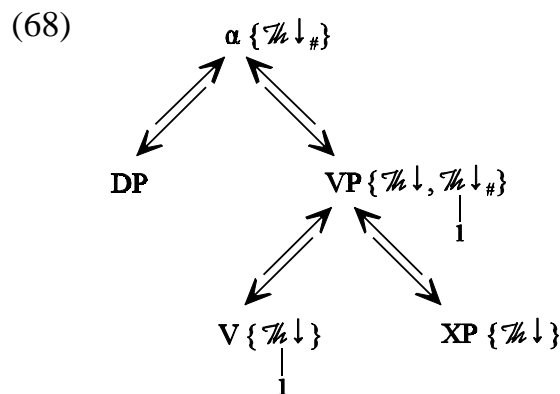 (68)
α {𝒯h↓#}
DP VP {𝒯h↓, 𝒯h↓#}
1
V {𝒯h↓} XP {𝒯h↓}
1